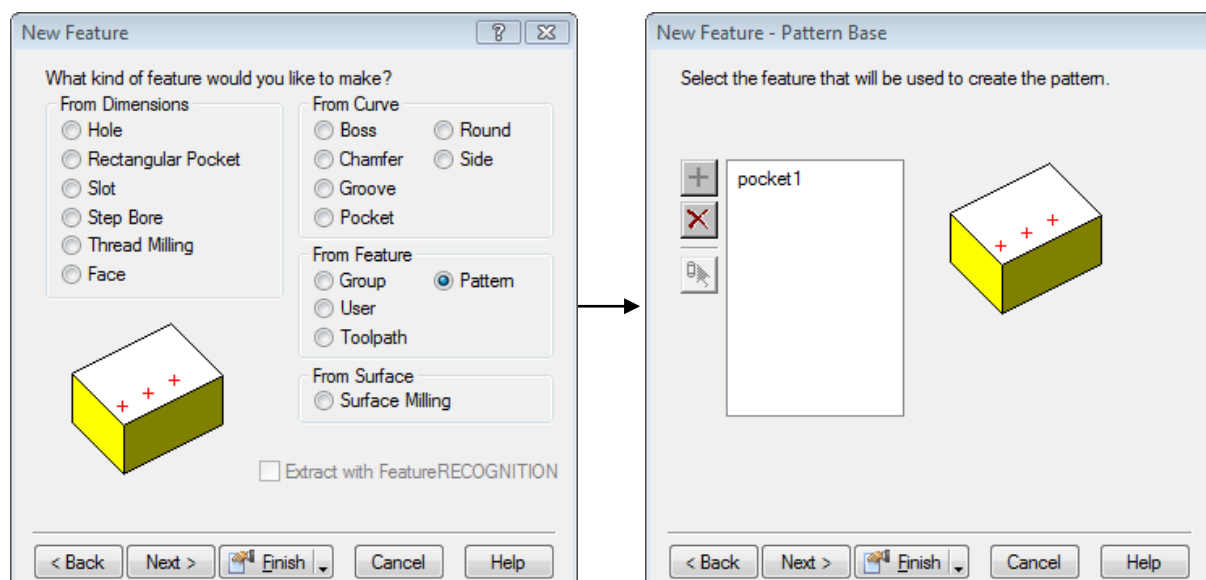 New Feature
What kind of feature would you like to make?
From Dimensions
Hole
Rectangular Pocket
Slot
Step Bore
Thread Milling
Face
From Curve
Boss
Round
Chamfer
Side
Groove
Pocket
From Feature
Group
Pattern
User
Toolpath
From Surface
Surface Milling
Extract with FeatureRECOGNITION
< Back
Next >
Finish
Cancel
Help
New Feature - Pattern Base
Select the feature that will be used to create the pattern.
pocket1
< Back
Next >
Finish
Cancel
Help